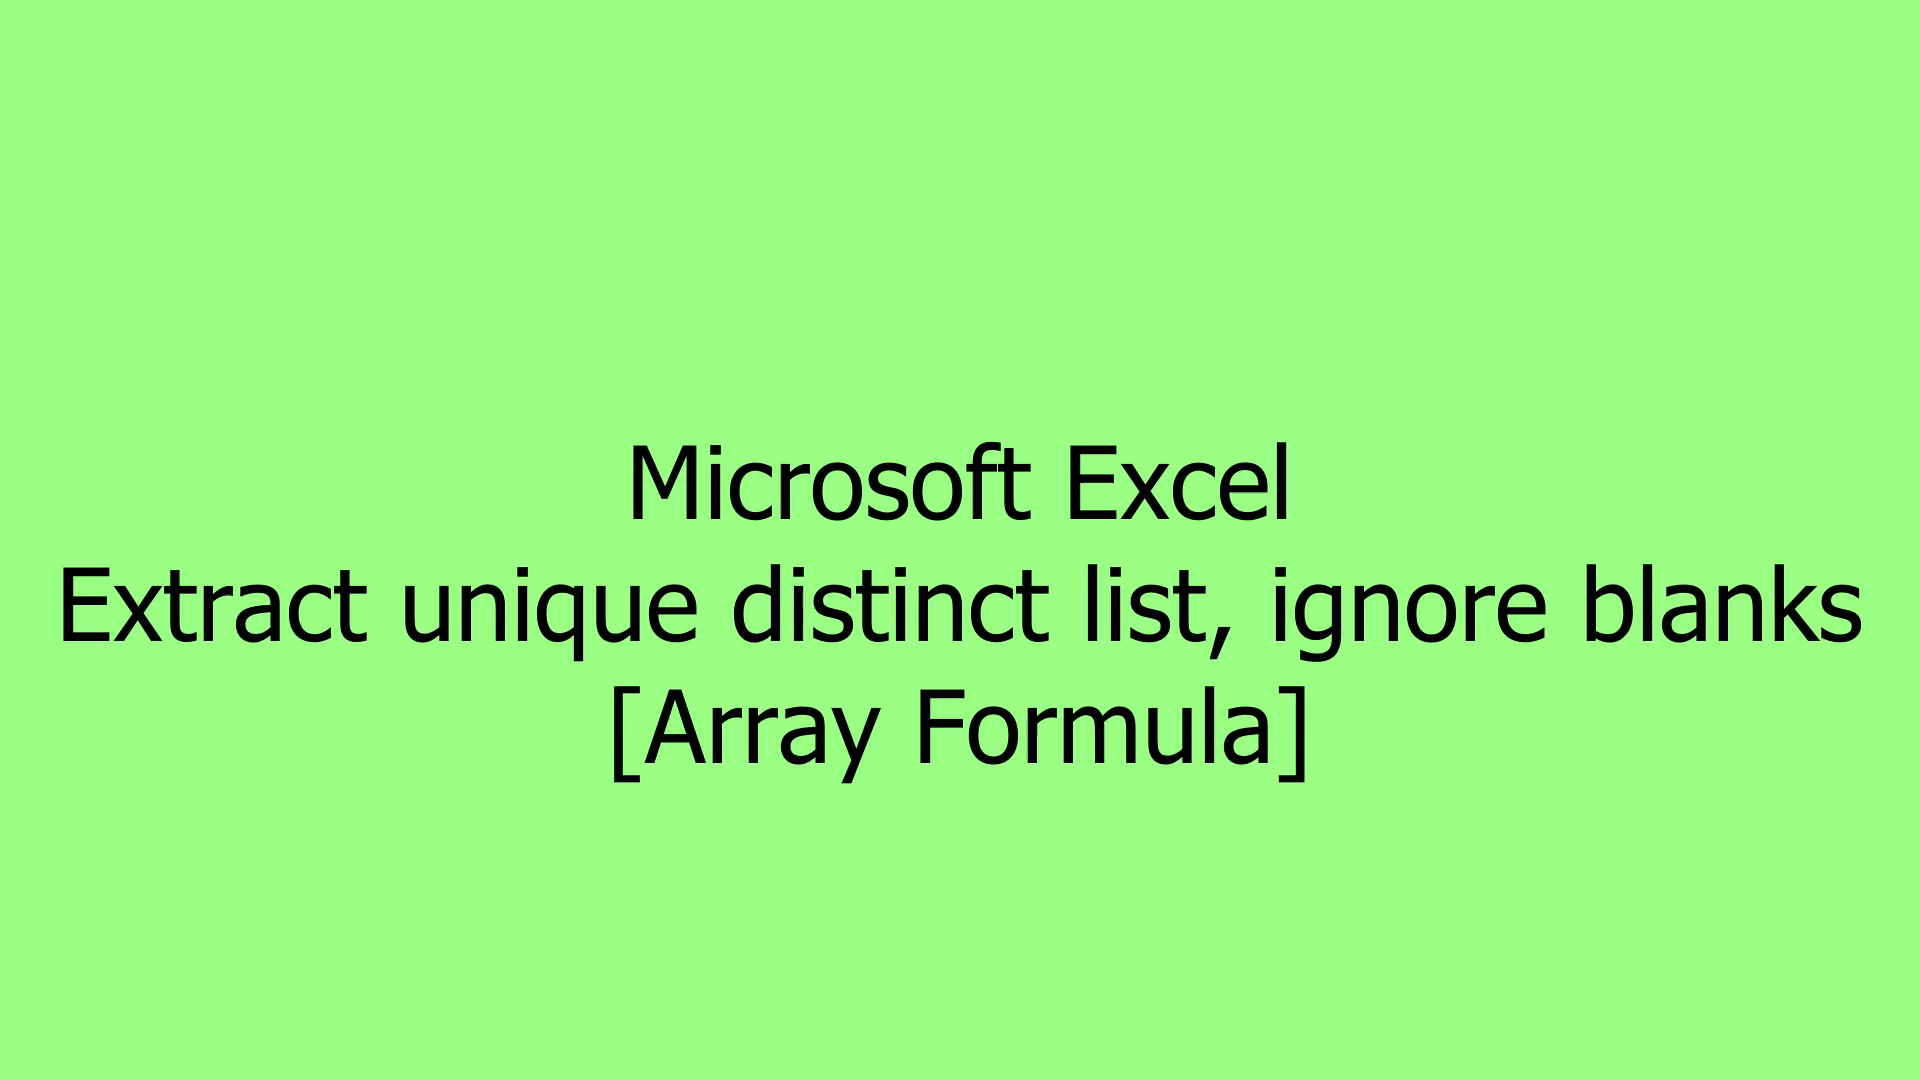 Microsoft Excel
Extract unique distinct list, ignore blanks
[Array Formula]